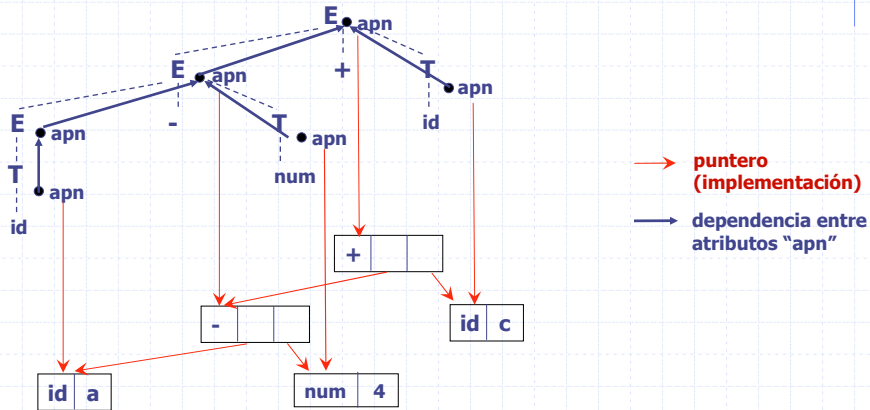 E apn
E apn + T apn
E apn - T apn id
T apn num
id
puntero
(implementación)
dependencia entre
atributos “apn”
+
- id c
id a num 4